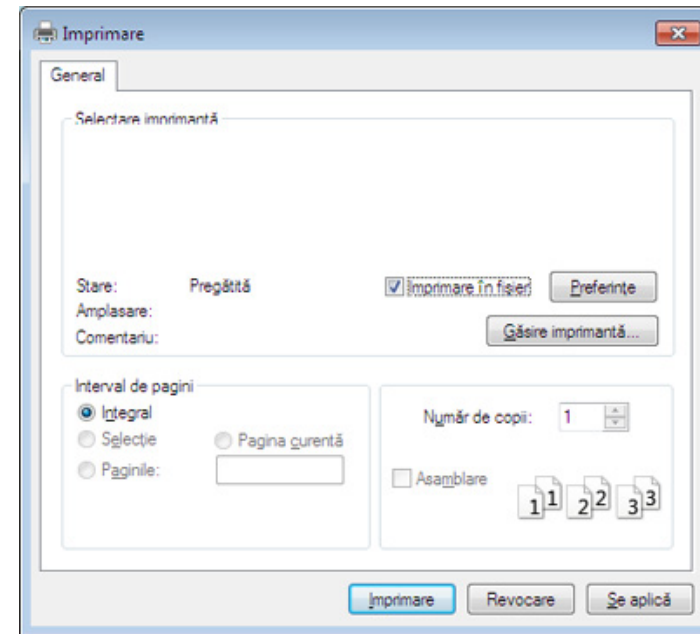 Imprimare
General
Selectare imprimantă
Stare: Pregătită Imprimare în fișier Preferințe
Amplasare:
Comentariu: Găsire imprimantă...
Interval de pagini
Integral Număr de copii: 1
Selecție Pagina curentă
Paginile: Asamblare
1 1 2 2 3 3
Imprimare Revocare Se aplică